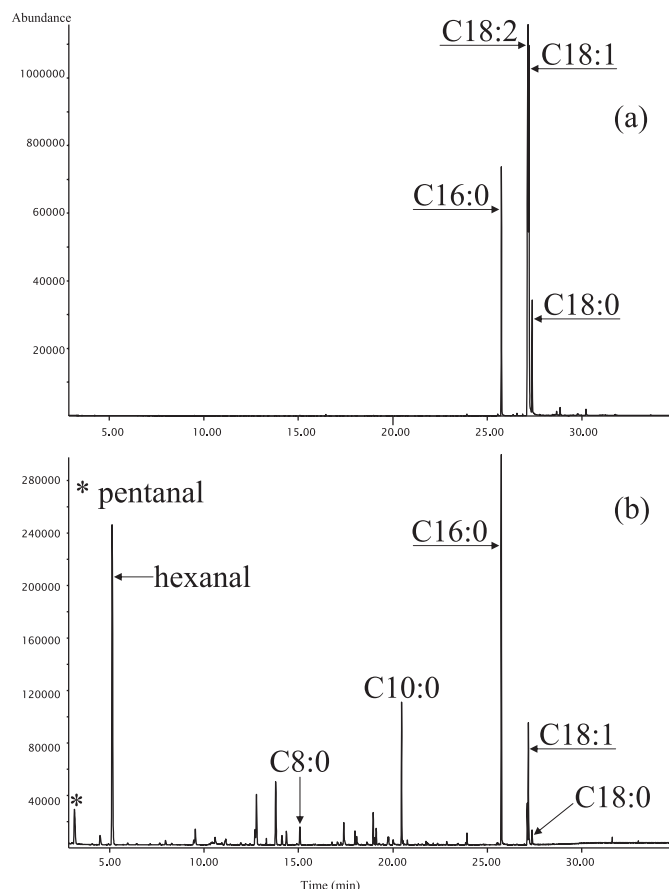 Abundance
C18:2
C18:1
1000000
(a)
800000
C16:0
60000
40000
C18:0
20000
5.00 10.00 15.00 20.00 25.00 30.00
280000
* pentanal
(b)
240000
C16:0
hexanal
200000
160000
120000
C10:0
80000
C8:0
C18:1
40000
*
C18:0
5.00 10.00 15.00 20.00 25.00 30.00
Time (min)